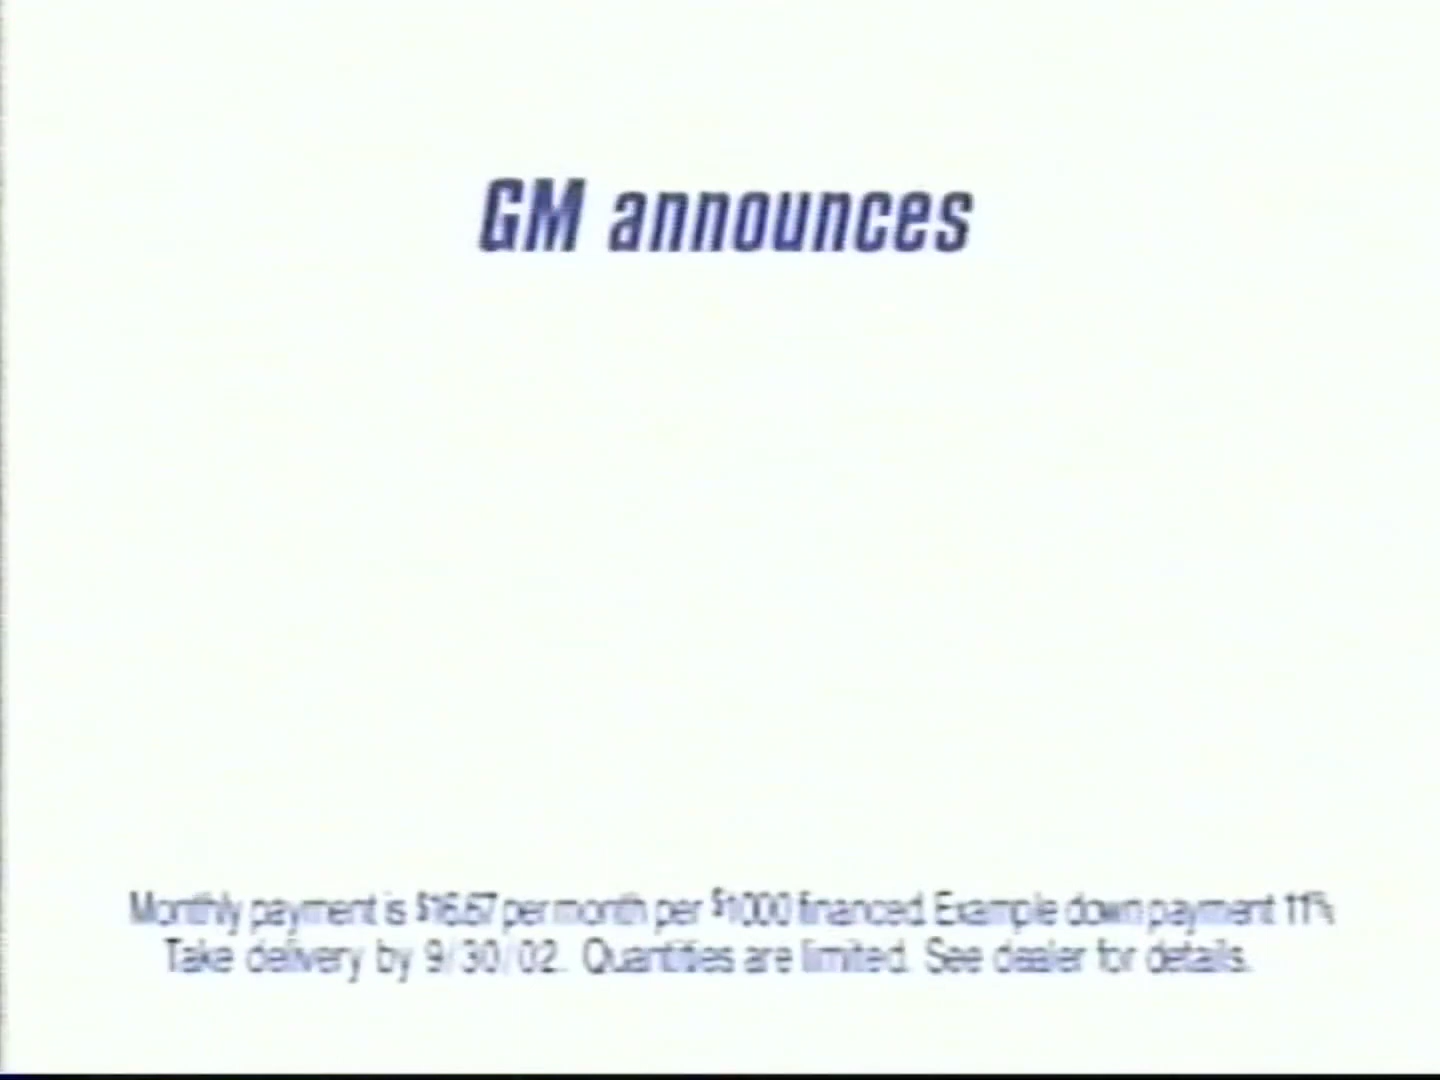 GM announces
Monthly payment is $16.67 per month per $1000 financed. Example down payment 11%
Take delivery by 9/30/02. Quantities are limited. See dealer for details.